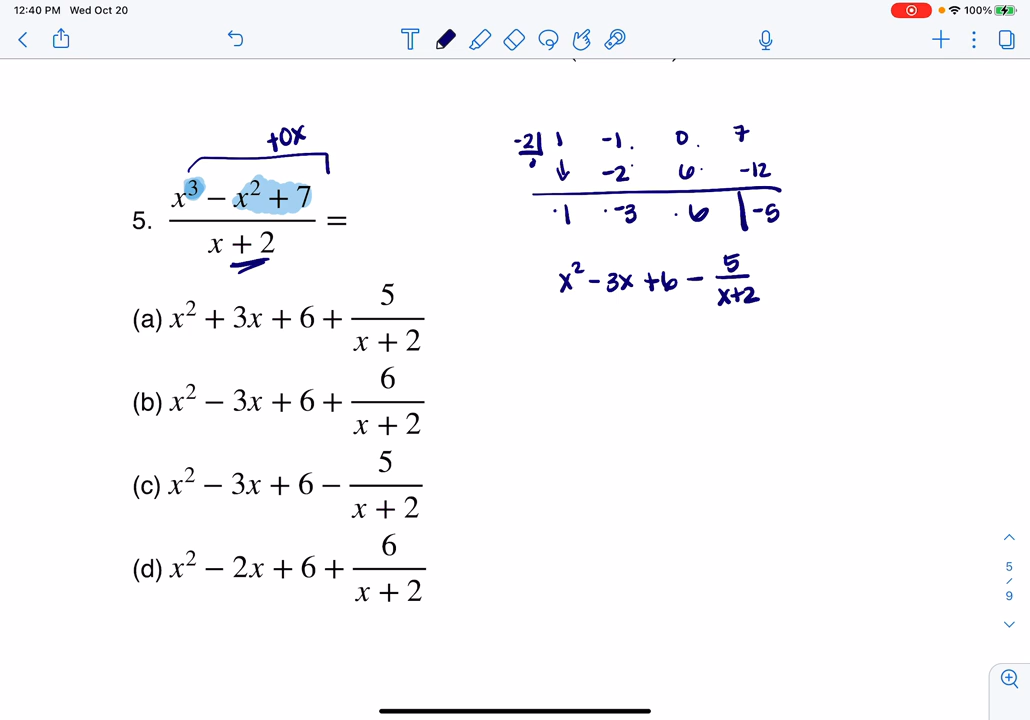 12:40 PM Wed Oct 20 100%
+0x
5. (x³ − x² + 7)/(x + 2) =
-2| 1 -1 0 7
↓ -2 6 -12
1 -3 6 |-5
x² - 3x + 6 - 5/(x+2)
(a) x² + 3x + 6 + 5/(x + 2)
(b) x² − 3x + 6 + 6/(x + 2)
(c) x² − 3x + 6 − 5/(x + 2)
(d) x² − 2x + 6 + 6/(x + 2)
5
/
9